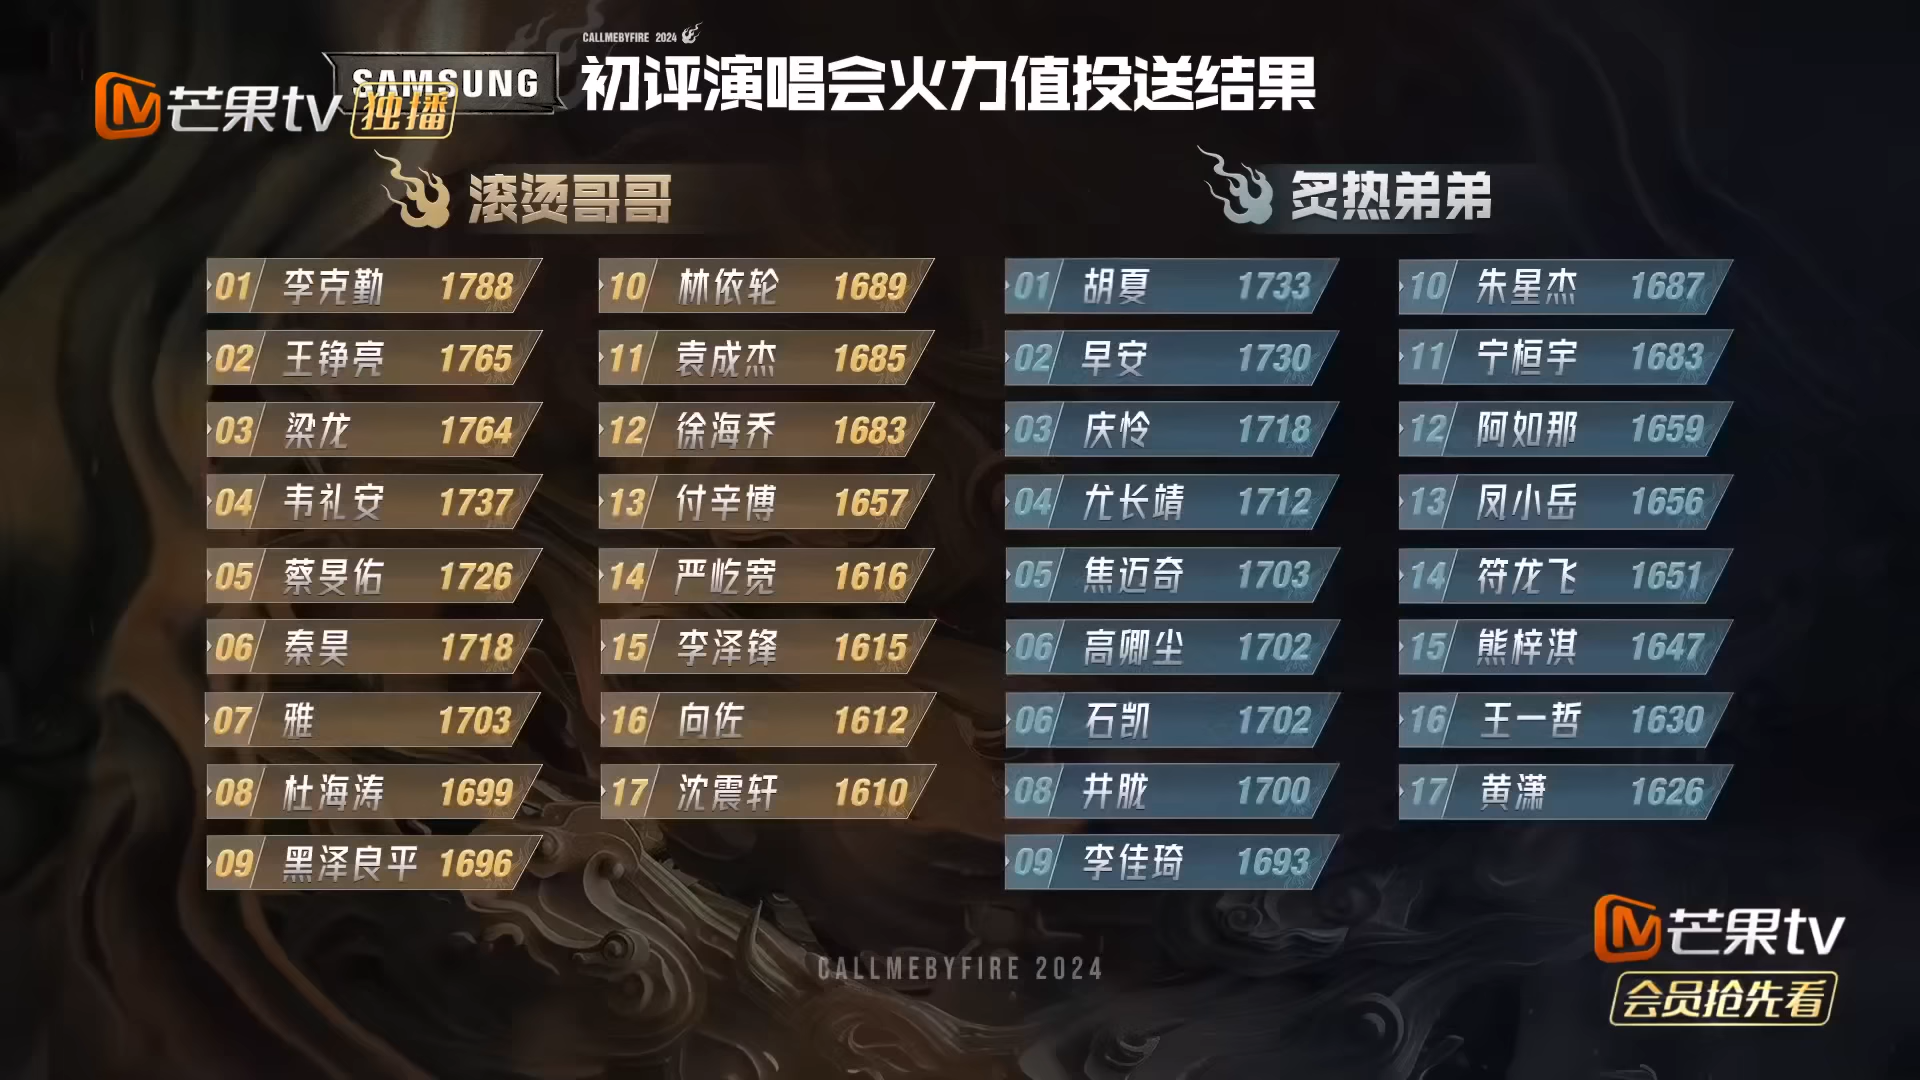 CALLMEBYFIRE 2024
芒果tv 独播
SAMSUNG 初评演唱会火力值投送结果
滚烫哥哥
01 李克勤 1788
02 王铮亮 1765
03 梁龙 1764
04 韦礼安 1737
05 蔡旻佑 1726
06 秦昊 1718
07 雅 1703
08 杜海涛 1699
09 黑泽良平 1696
10 林依轮 1689
11 袁成杰 1685
12 徐海乔 1683
13 付辛博 1657
14 严屹宽 1616
15 李泽锋 1615
16 向佐 1612
17 沈震轩 1610
炙热弟弟
01 胡夏 1733
02 早安 1730
03 庆怜 1718
04 尤长靖 1712
05 焦迈奇 1703
06 高卿尘 1702
06 石凯 1702
08 井胧 1700
09 李佳琦 1693
10 朱星杰 1687
11 宁桓宇 1683
12 阿如那 1659
13 凤小岳 1656
14 符龙飞 1651
15 熊梓淇 1647
16 王一哲 1630
17 黄潇 1626
CALLMEBYFIRE 2024
芒果tv
会员抢先看